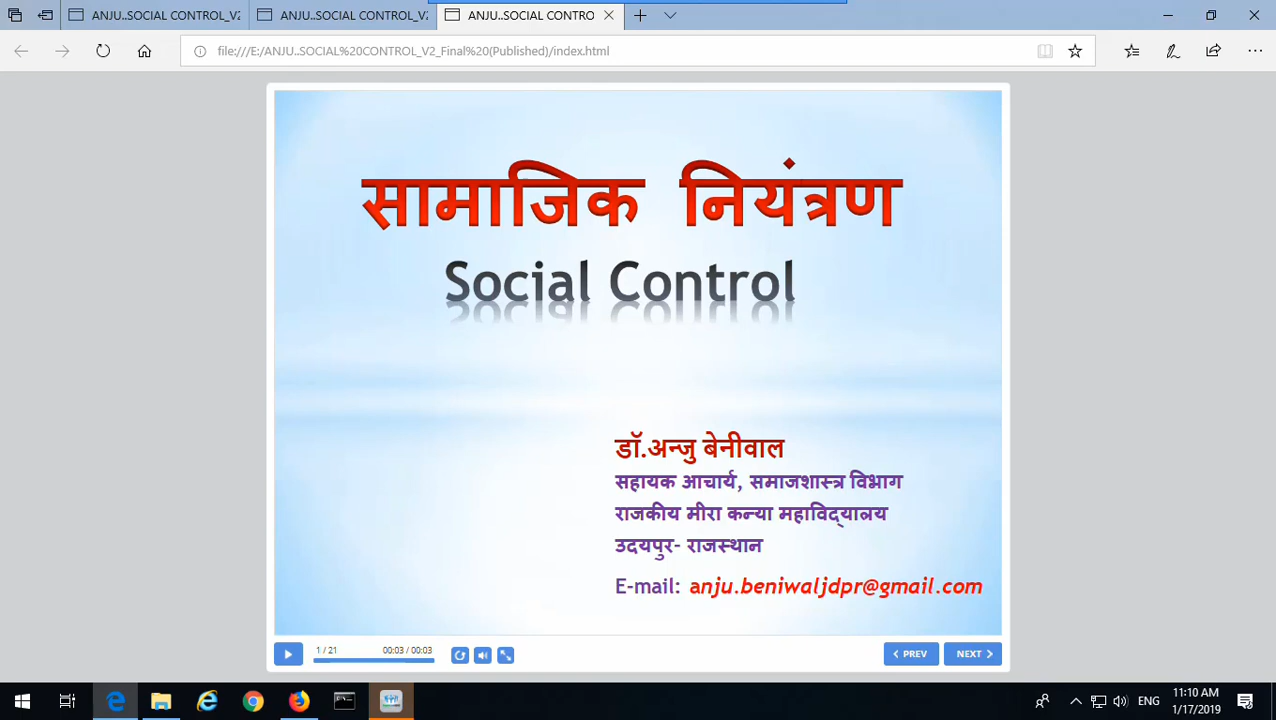 ANJU..SOCIAL CONTROL_V2
ANJU..SOCIAL CONTROL_V2
ANJU..SOCIAL CONTRO
file:///E:/ANJU..SOCIAL%20CONTROL_V2_Final%20(Published)/index.html
सामाजिक नियंत्रण
Social Control
डॉ.अन्जु बेनीवाल
सहायक आचार्य, समाजशास्त्र विभाग
राजकीय मीरा कन्या महाविद्यालय
उदयपुर- राजस्थान
E-mail: anju.beniwaljdpr@gmail.com
1 / 21
00:03 / 00:03
PREV
NEXT
ENG
11:10 AM
1/17/2019